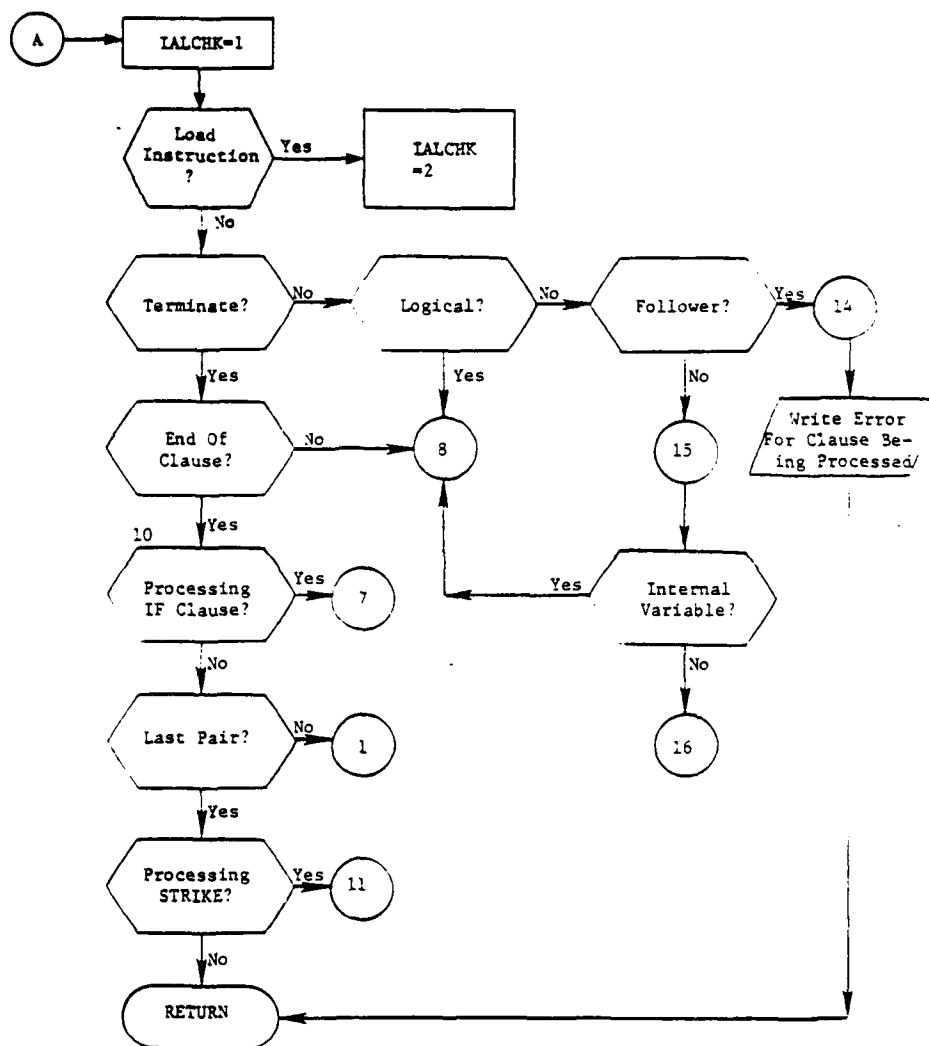 A
IALCHK=1
Load
Instruction
?
Yes
IALCHK
=2
No
Terminate?
No
Logical?
No
Follower?
Yes
14
Yes
Yes
No
Write Error
For Clause Be-
ing Processed
End Of
Clause?
No
8
15
Yes
10
Processing
IF Clause?
Yes
7
Yes
Internal
Variable?
No
No
Last Pair?
No
1
16
Yes
Processing
STRIKE?
Yes
11
No
RETURN